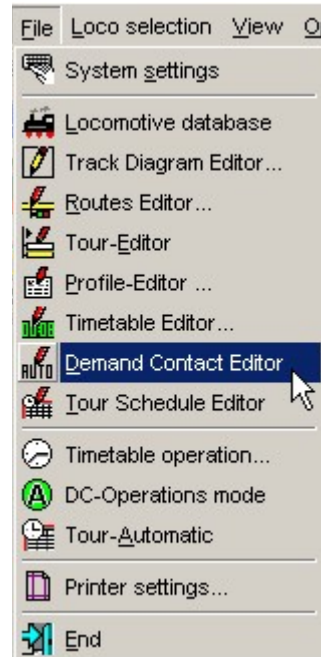 File Loco selection View O
System settings
Locomotive database
Track Diagram Editor...
Routes Editor...
Tour-Editor
Profile-Editor ...
Timetable Editor...
AUTO Demand Contact Editor
Tour Schedule Editor
Timetable operation...
A DC-Operations mode
Tour-Automatic
Printer settings...
End